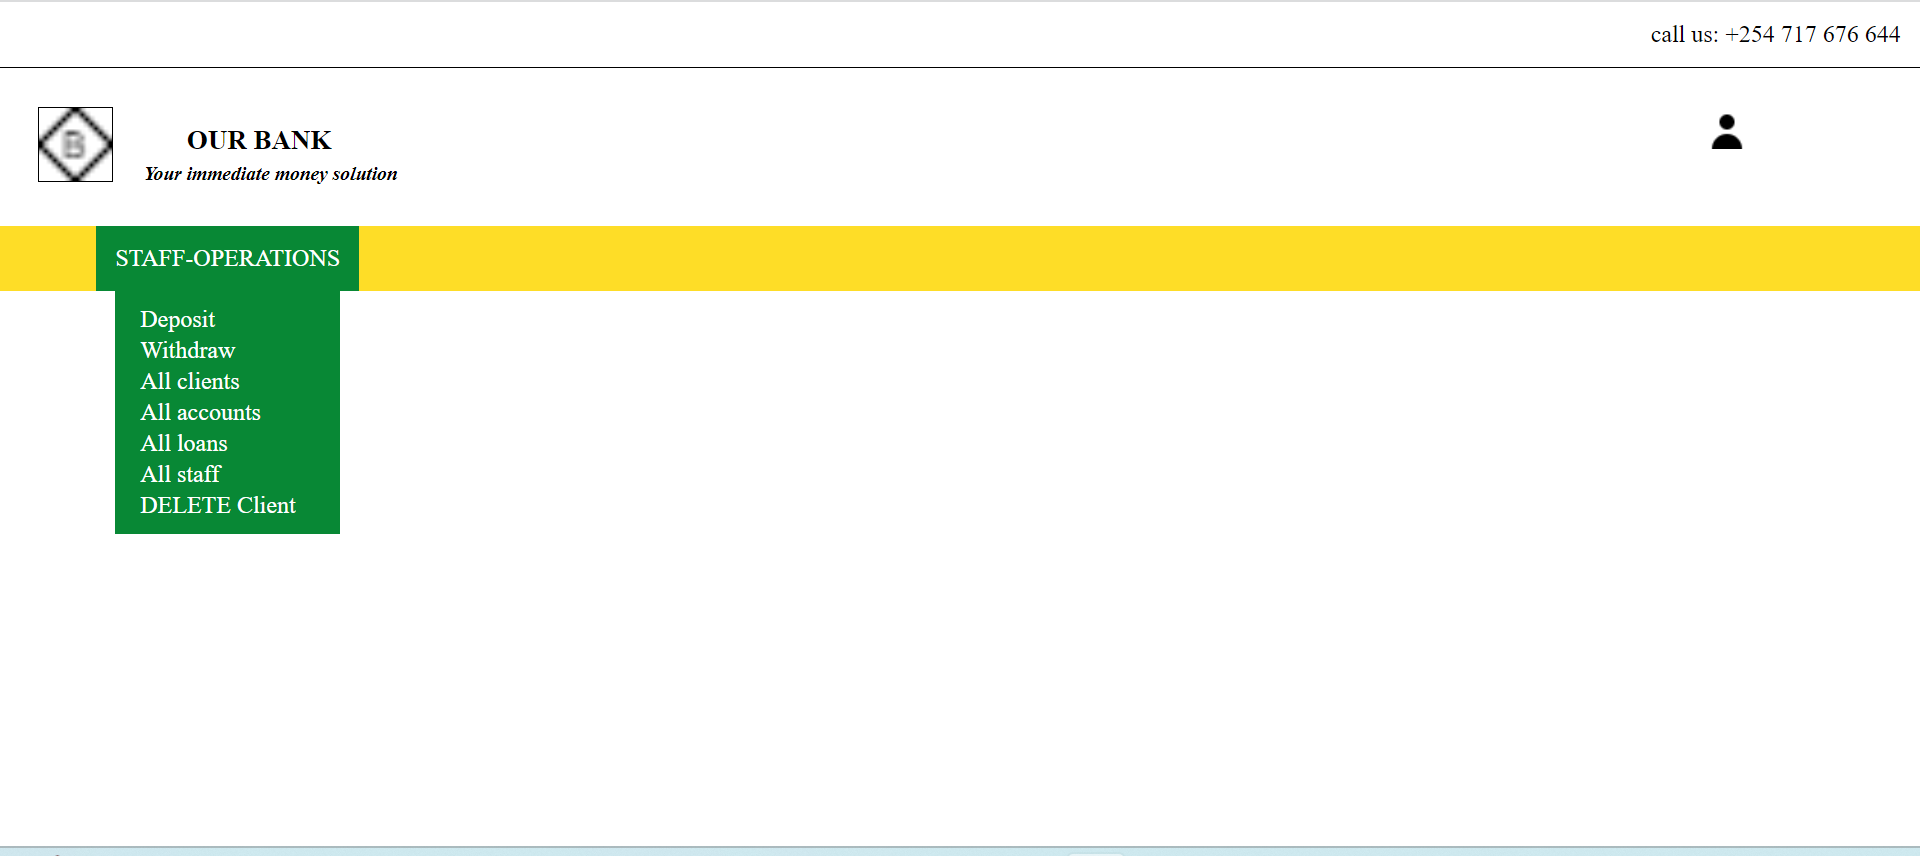 call us: +254 717 676 644
B
OUR BANK
Your immediate money solution
STAFF-OPERATIONS
Deposit
Withdraw
All clients
All accounts
All loans
All staff
DELETE Client